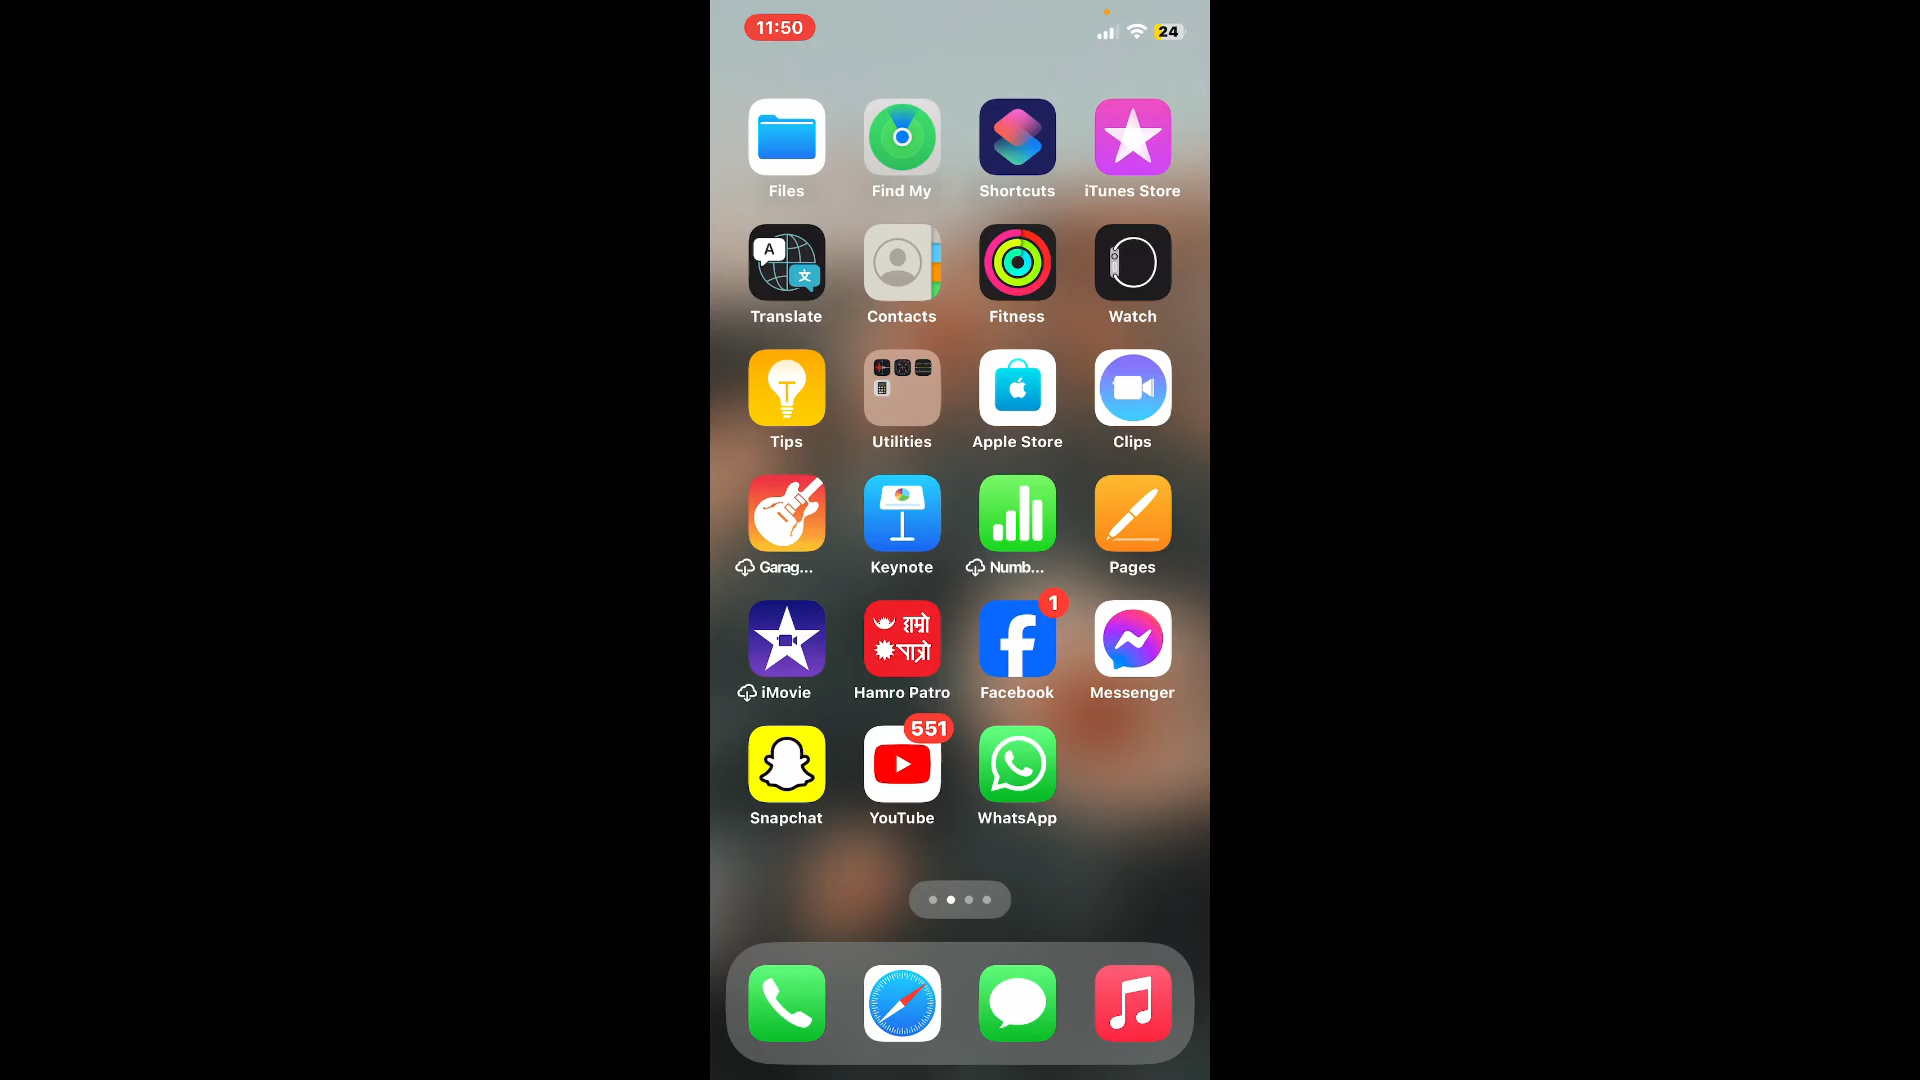 11:50
24
Files
Find My
Shortcuts
iTunes Store
A
文
Translate
Contacts
Fitness
Watch
Tips
Utilities
Apple Store
Clips
Garag...
Keynote
Numb...
Pages
iMovie
हाम्रो
पात्रो
Hamro Patro
1
Facebook
Messenger
Snapchat
551
YouTube
WhatsApp